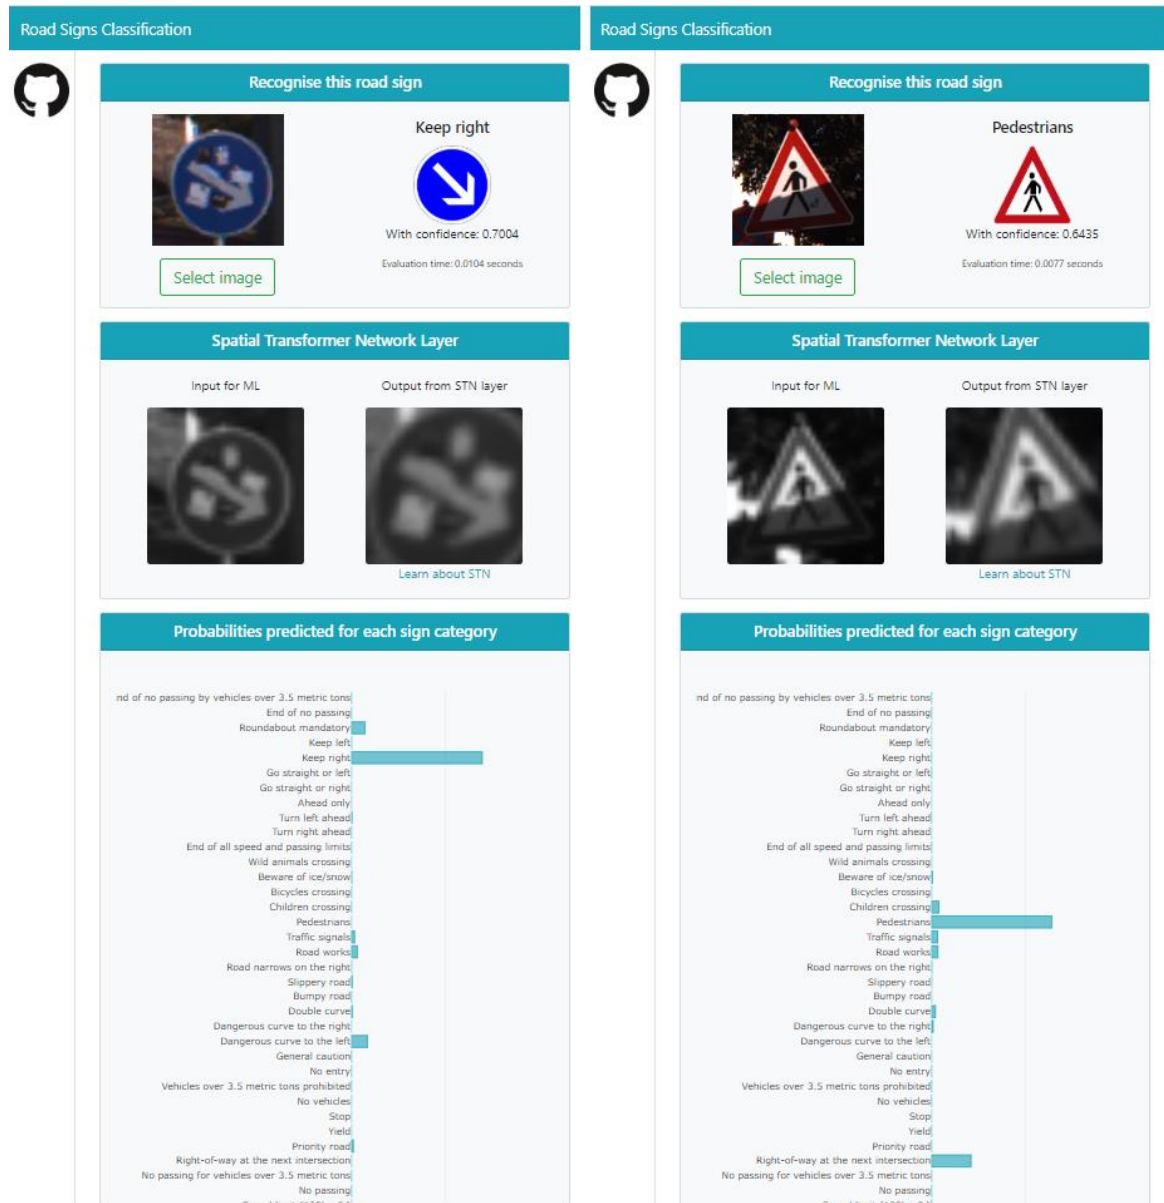 Road Signs Classification
Recognise this road sign
Keep right
With confidence: 0.7004
Evaluation time: 0.0104 seconds
Select image
Spatial Transformer Network Layer
Input for ML
Output from STN layer
Learn about STN
Probabilities predicted for each sign category
nd of no passing by vehicles over 3.5 metric tons
End of no passing
Roundabout mandatory
Keep left
Keep right
Go straight or left
Go straight or right
Ahead only
Turn left ahead
Turn right ahead
End of all speed and passing limits
Wild animals crossing
Beware of ice/snow
Bicycles crossing
Children crossing
Pedestrians
Traffic signals
Road works
Road narrows on the right
Slippery road
Bumpy road
Double curve
Dangerous curve to the right
Dangerous curve to the left
General caution
No entry
Vehicles over 3.5 metric tons prohibited
No vehicles
Stop
Yield
Priority road
Right-of-way at the next intersection
No passing for vehicles over 3.5 metric tons
No passing
Road Signs Classification
Recognise this road sign
Pedestrians
With confidence: 0.6435
Evaluation time: 0.0077 seconds
Select image
Spatial Transformer Network Layer
Input for ML
Output from STN layer
Learn about STN
Probabilities predicted for each sign category
nd of no passing by vehicles over 3.5 metric tons
End of no passing
Roundabout mandatory
Keep left
Keep right
Go straight or left
Go straight or right
Ahead only
Turn left ahead
Turn right ahead
End of all speed and passing limits
Wild animals crossing
Beware of ice/snow
Bicycles crossing
Children crossing
Pedestrians
Traffic signals
Road works
Road narrows on the right
Slippery road
Bumpy road
Double curve
Dangerous curve to the right
Dangerous curve to the left
General caution
No entry
Vehicles over 3.5 metric tons prohibited
No vehicles
Stop
Yield
Priority road
Right-of-way at the next intersection
No passing for vehicles over 3.5 metric tons
No passing